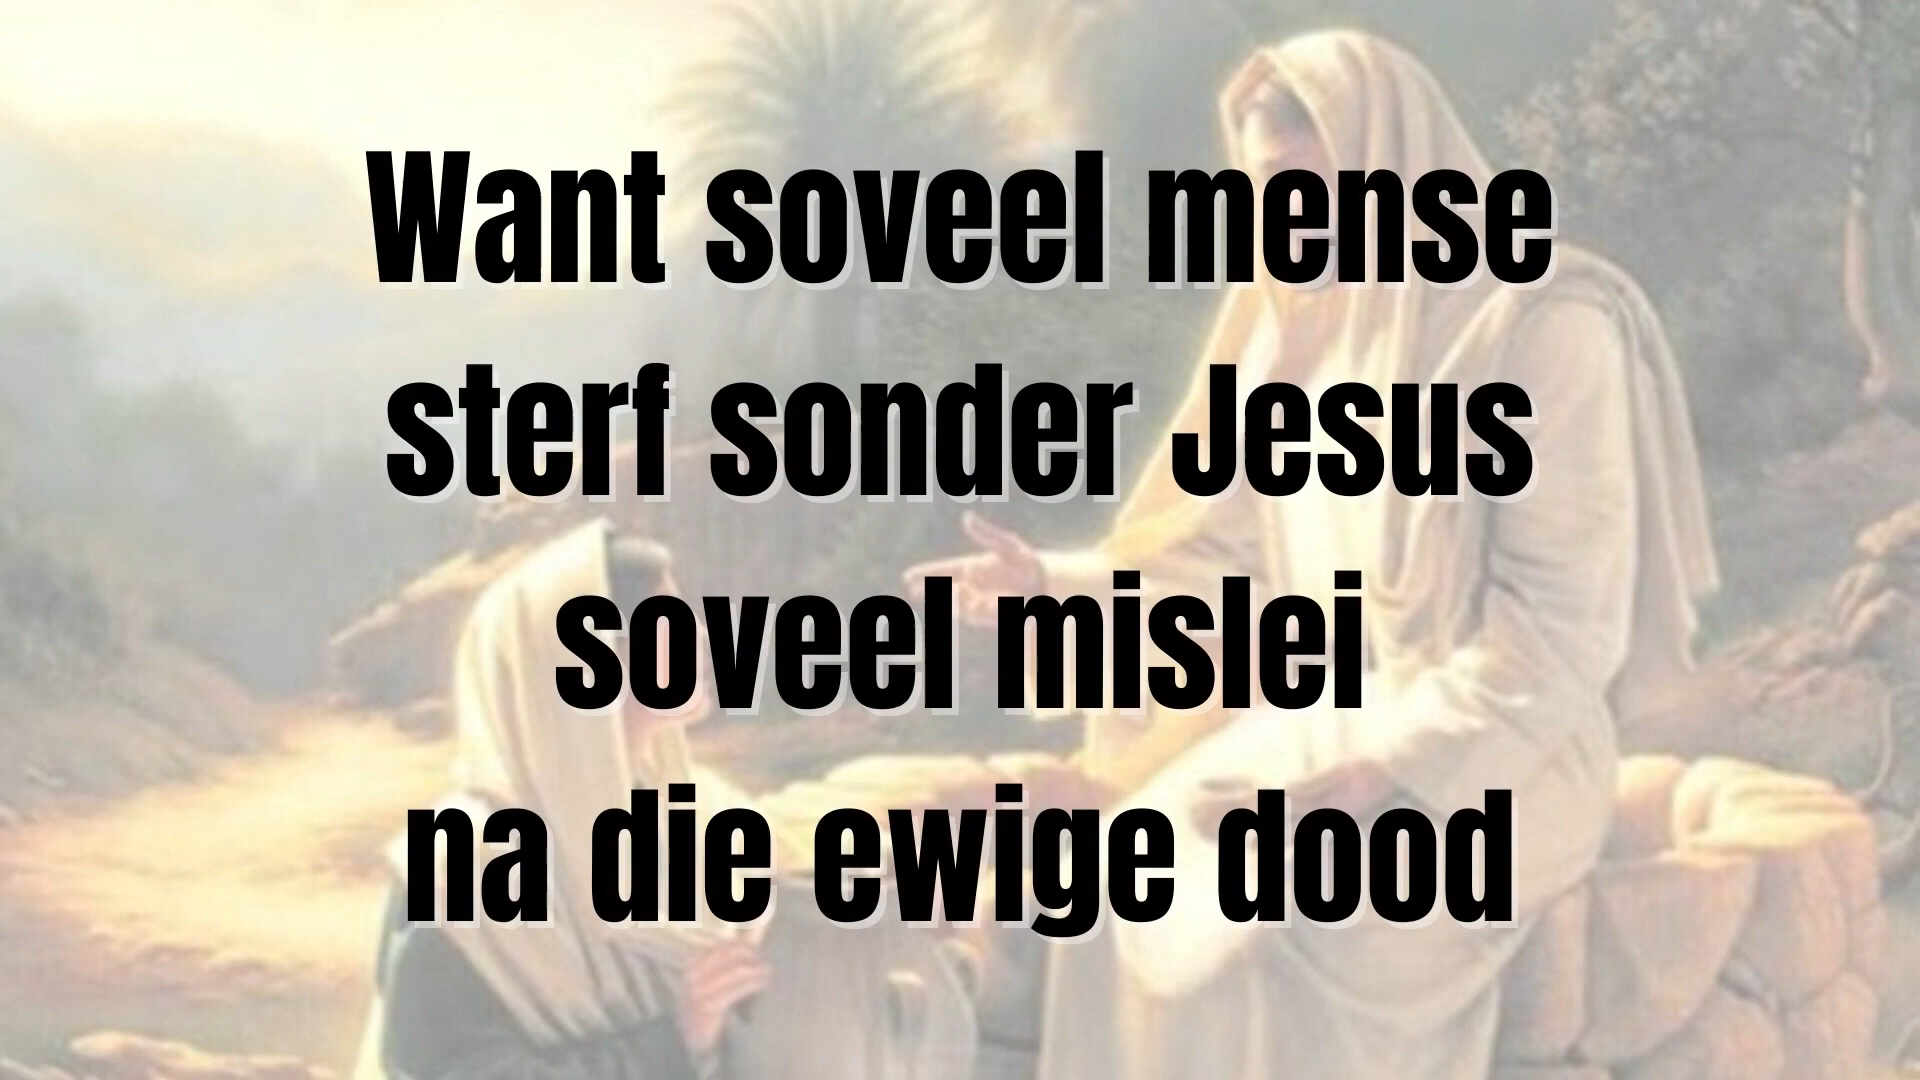 Want soveel mense
sterf sonder Jesus
soveel mislei
na die ewige dood